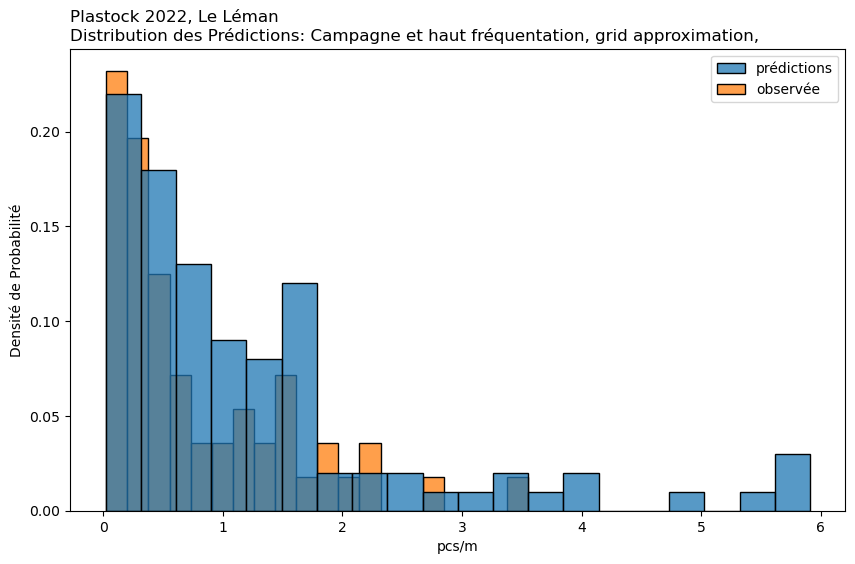 Plastock 2022, Le Léman
Distribution des Prédictions: Campagne et haut fréquentation, grid approximation,
prédictions
observée
Densité de Probabilité
0.20
0.15
0.10
0.05
0.00
0 1 2 3 4 5 6
pcs/m